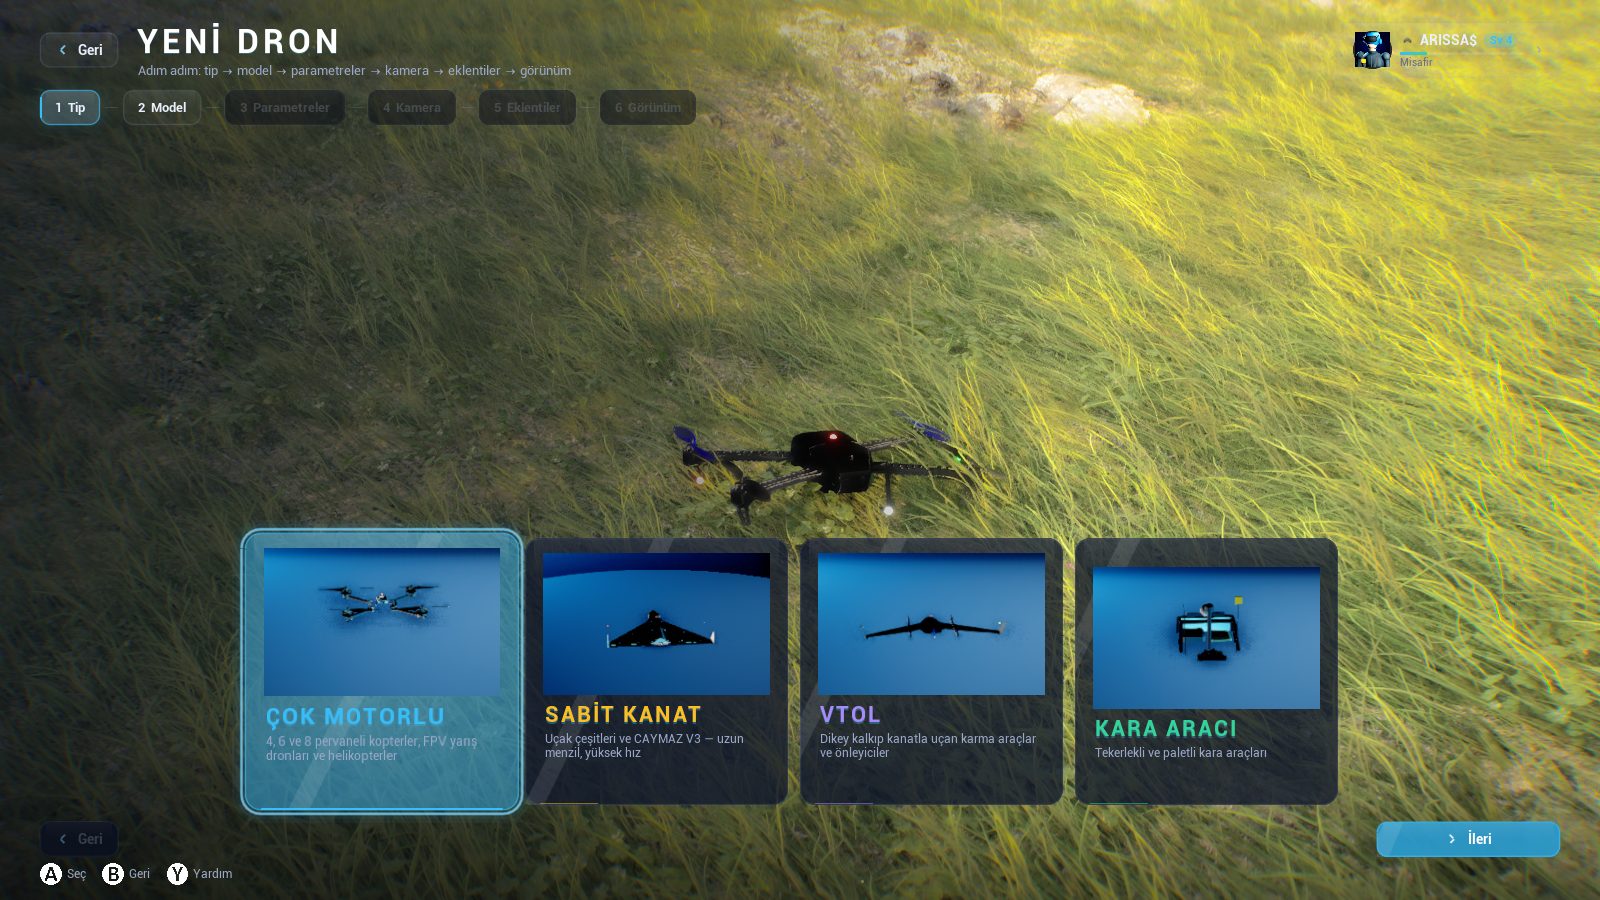 Geri
YENİ DRON
Adım adım: tip → model → parametreler → kamera → eklentiler → görünüm
1 Tip
2 Model
3 Parametreler
4 Kamera
5 Eklentiler
6 Görünüm
ARISSA$ Sv 4
Misafir
ÇOK MOTORLU
4, 6 ve 8 pervaneli kopterler, FPV yarış
dronları ve helikopterler
SABİT KANAT
Uçak çeşitleri ve CAYMAZ V3 — uzun
menzil, yüksek hız
VTOL
Dikey kalkıp kanatla uçan karma araçlar
ve önleyiciler
KARA ARACI
Tekerlekli ve paletli kara araçları
Geri
İleri
A Seç B Geri Y Yardım